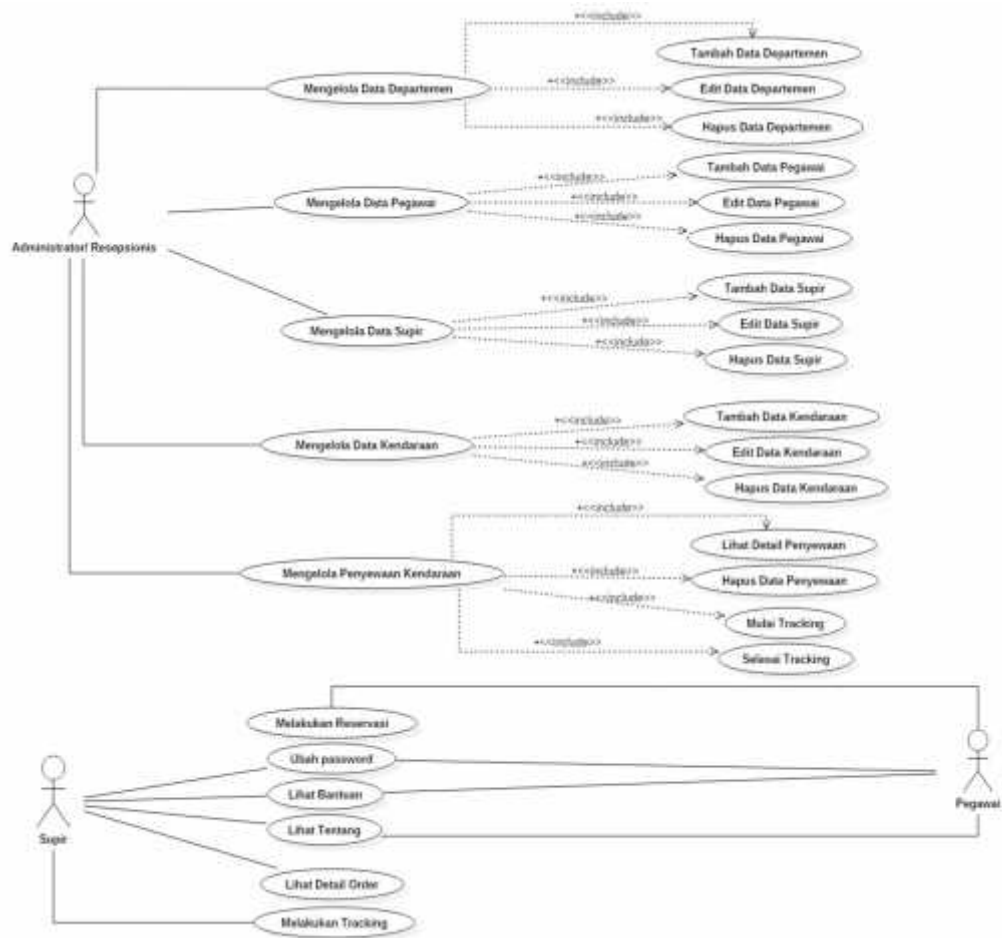 +<<include>>
Tambah Data Departemen
Mengelola Data Departemen
+<<include>>
Edit Data Departemen
+<<include>>
Hapus Data Departemen
Tambah Data Pegawai
+<<include>>
Mengelola Data Pegawai
+<<include>>
Edit Data Pegawai
+<<include>>
Hapus Data Pegawai
Administrator/ Resepsionis
Tambah Data Supir
+<<include>>
Mengelola Data Supir
+<<include>>
Edit Data Supir
+<<include>>
Hapus Data Supir
Tambah Data Kendaraan
+<<include>>
Mengelola Data Kendaraan
+<<include>>
Edit Data Kendaraan
+<<include>>
Hapus Data Kendaraan
+<<include>>
Lihat Detail Penyewaan
Mengelola Penyewaan Kendaraan
+<<include>>
Hapus Data Penyewaan
+<<include>>
Mulai Tracking
+<<include>>
Selesai Tracking
Melakukan Reservasi
Ubah password
Lihat Bantuan
Lihat Tentang
Lihat Detail Order
Melakukan Tracking
Supir
Pegawai